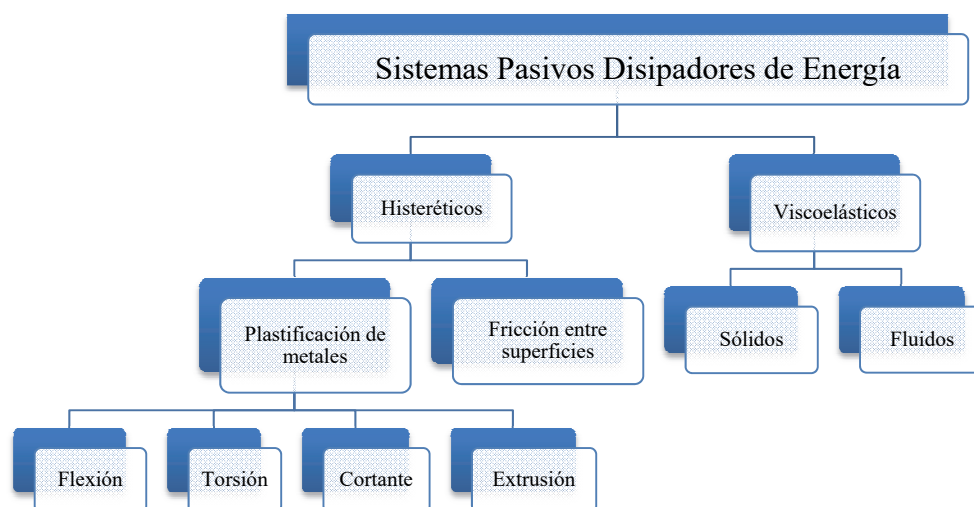 Sistemas Pasivos Disipadores de Energía
Histeréticos
Viscoelásticos
Plastificación de
metales
Fricción entre
superficies
Sólidos
Fluidos
Flexión
Torsión
Cortante
Extrusión